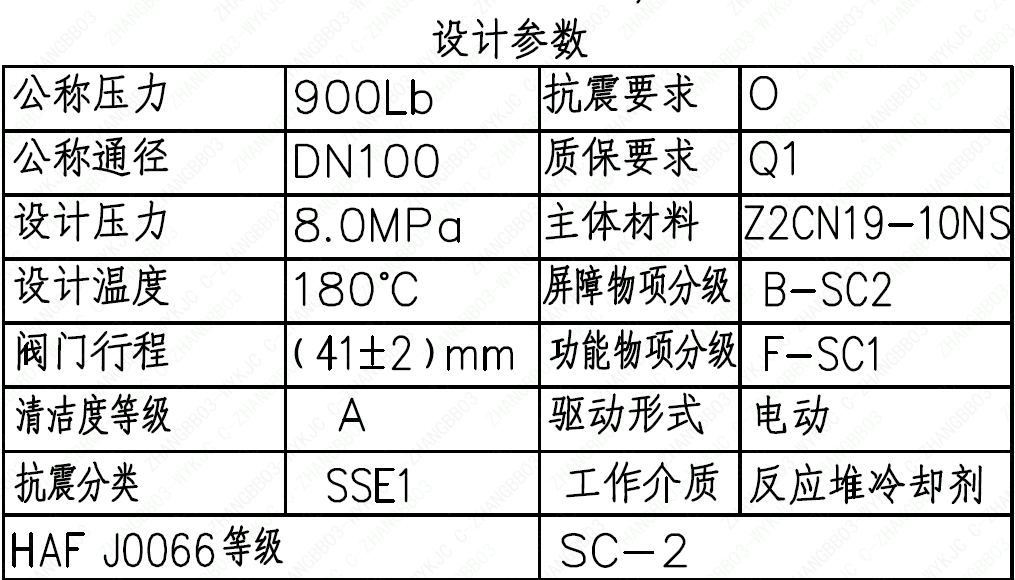 设计参数
公称压力 900Lb 抗震要求 O
公称通径 DN100 质保要求 Q1
设计压力 8.0MPa 主体材料 Z2CN19-10NS
设计温度 180℃ 屏障物项分级 B-SC2
阀门行程 (41±2)mm 功能物项分级 F-SC1
清洁度等级 A 驱动形式 电动
抗震分类 SSE1 工作介质 反应堆冷却剂
HAF J0066等级 SC-2